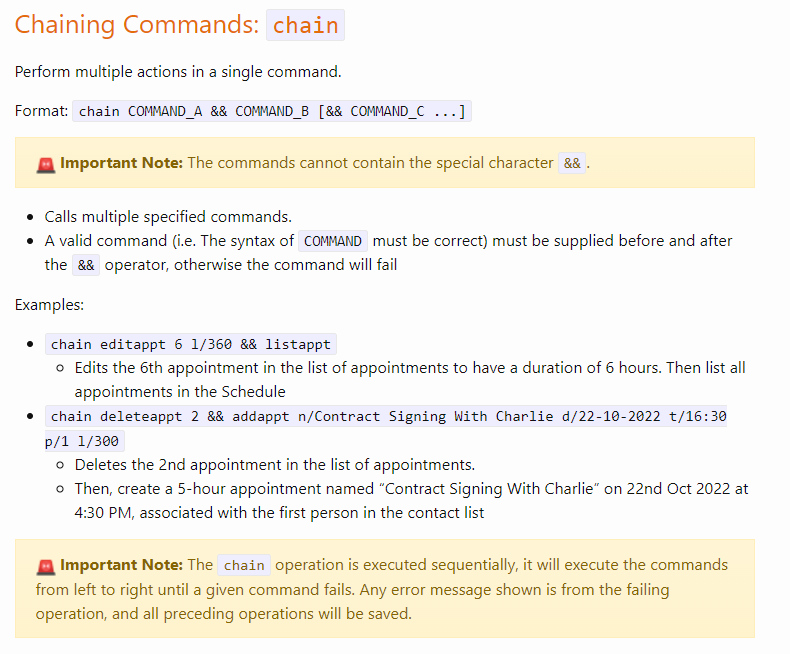 Chaining Commands: chain
Perform multiple actions in a single command.
Format: chain COMMAND_A && COMMAND_B [&& COMMAND_C ...]
Important Note: The commands cannot contain the special character &&.
Calls multiple specified commands.
A valid command (i.e. The syntax of COMMAND must be correct) must be supplied before and after
the && operator, otherwise the command will fail
Examples:
chain editappt 6 l/360 && listappt
Edits the 6th appointment in the list of appointments to have a duration of 6 hours. Then list all
appointments in the Schedule
chain deleteappt 2 && addappt n/Contract Signing With Charlie d/22-10-2022 t/16:30
p/1 l/300
Deletes the 2nd appointment in the list of appointments.
Then, create a 5-hour appointment named “Contract Signing With Charlie” on 22nd Oct 2022 at
4:30 PM, associated with the first person in the contact list
Important Note: The chain operation is executed sequentially, it will execute the commands
from left to right until a given command fails. Any error message shown is from the failing
operation, and all preceding operations will be saved.